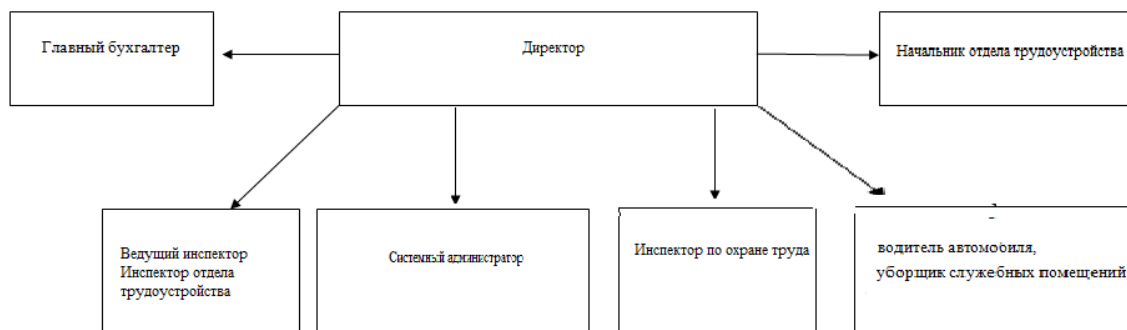 Главный бухгалтер
Директор
Начальник отдела трудоустройства
Ведущий инспектор
Инспектор отдела
трудоустройства
Системный администратор
Инспектор по охране труда
водитель автомобиля,
уборщик служебных помещений